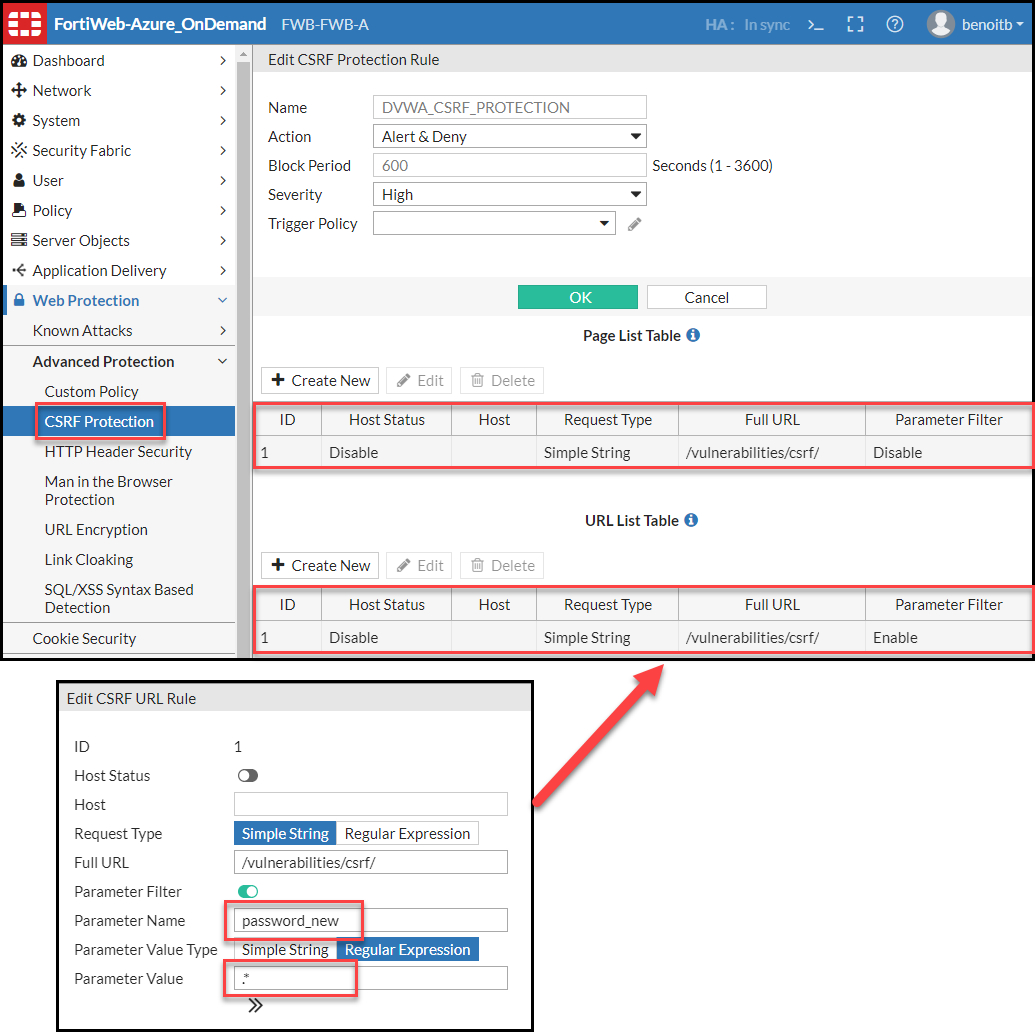 FortiWeb-Azure_OnDemand FWB-FWB-A HA: In sync >_ benoitb
Dashboard
Network
System
Security Fabric
User
Policy
Server Objects
Application Delivery
Web Protection
Known Attacks
Advanced Protection
Custom Policy
CSRF Protection
HTTP Header Security
Man in the Browser
Protection
URL Encryption
Link Cloaking
SQL/XSS Syntax Based
Detection
Cookie Security
Edit CSRF Protection Rule
Name DVWA_CSRF_PROTECTION
Action Alert & Deny
Block Period 600 Seconds (1 - 3600)
Severity High
Trigger Policy
OK Cancel
Page List Table
Create New Edit Delete
ID Host Status Host Request Type Full URL Parameter Filter
1 Disable Simple String /vulnerabilities/csrf/ Disable
URL List Table
Create New Edit Delete
ID Host Status Host Request Type Full URL Parameter Filter
1 Disable Simple String /vulnerabilities/csrf/ Enable
Edit CSRF URL Rule
ID 1
Host Status
Host
Request Type Simple String Regular Expression
Full URL /vulnerabilities/csrf/
Parameter Filter
Parameter Name password_new
Parameter Value Type Simple String Regular Expression
Parameter Value .*